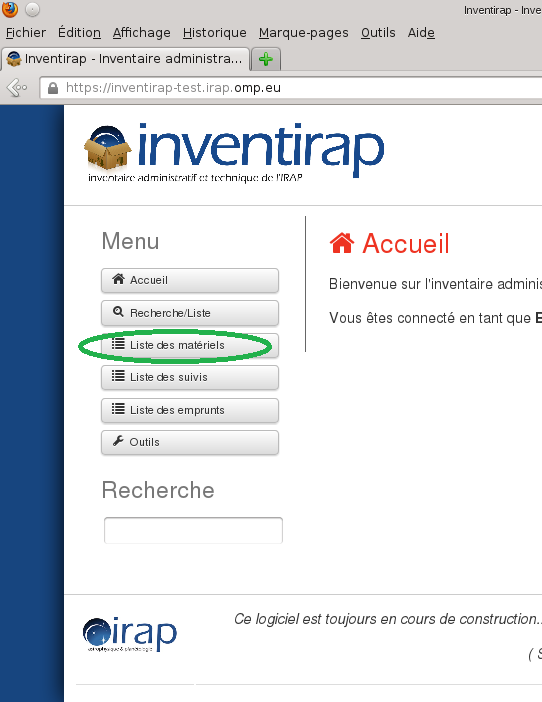 Inventirap - Inve
Fichier Édition Affichage Historique Marque-pages Outils Aide
Inventirap - Inventaire administra...
https://inventirap-test.irap.omp.eu
inventirap
inventaire administratif et technique de l'IRAP
Menu
Accueil
Recherche/Liste
Liste des matériels
Liste des suivis
Liste des emprunts
Outils
Recherche
Accueil
Bienvenue sur l'inventaire adminis
Vous êtes connecté en tant que E
irap
astrophysique & planétologie
Ce logiciel est toujours en cours de construction..
( S